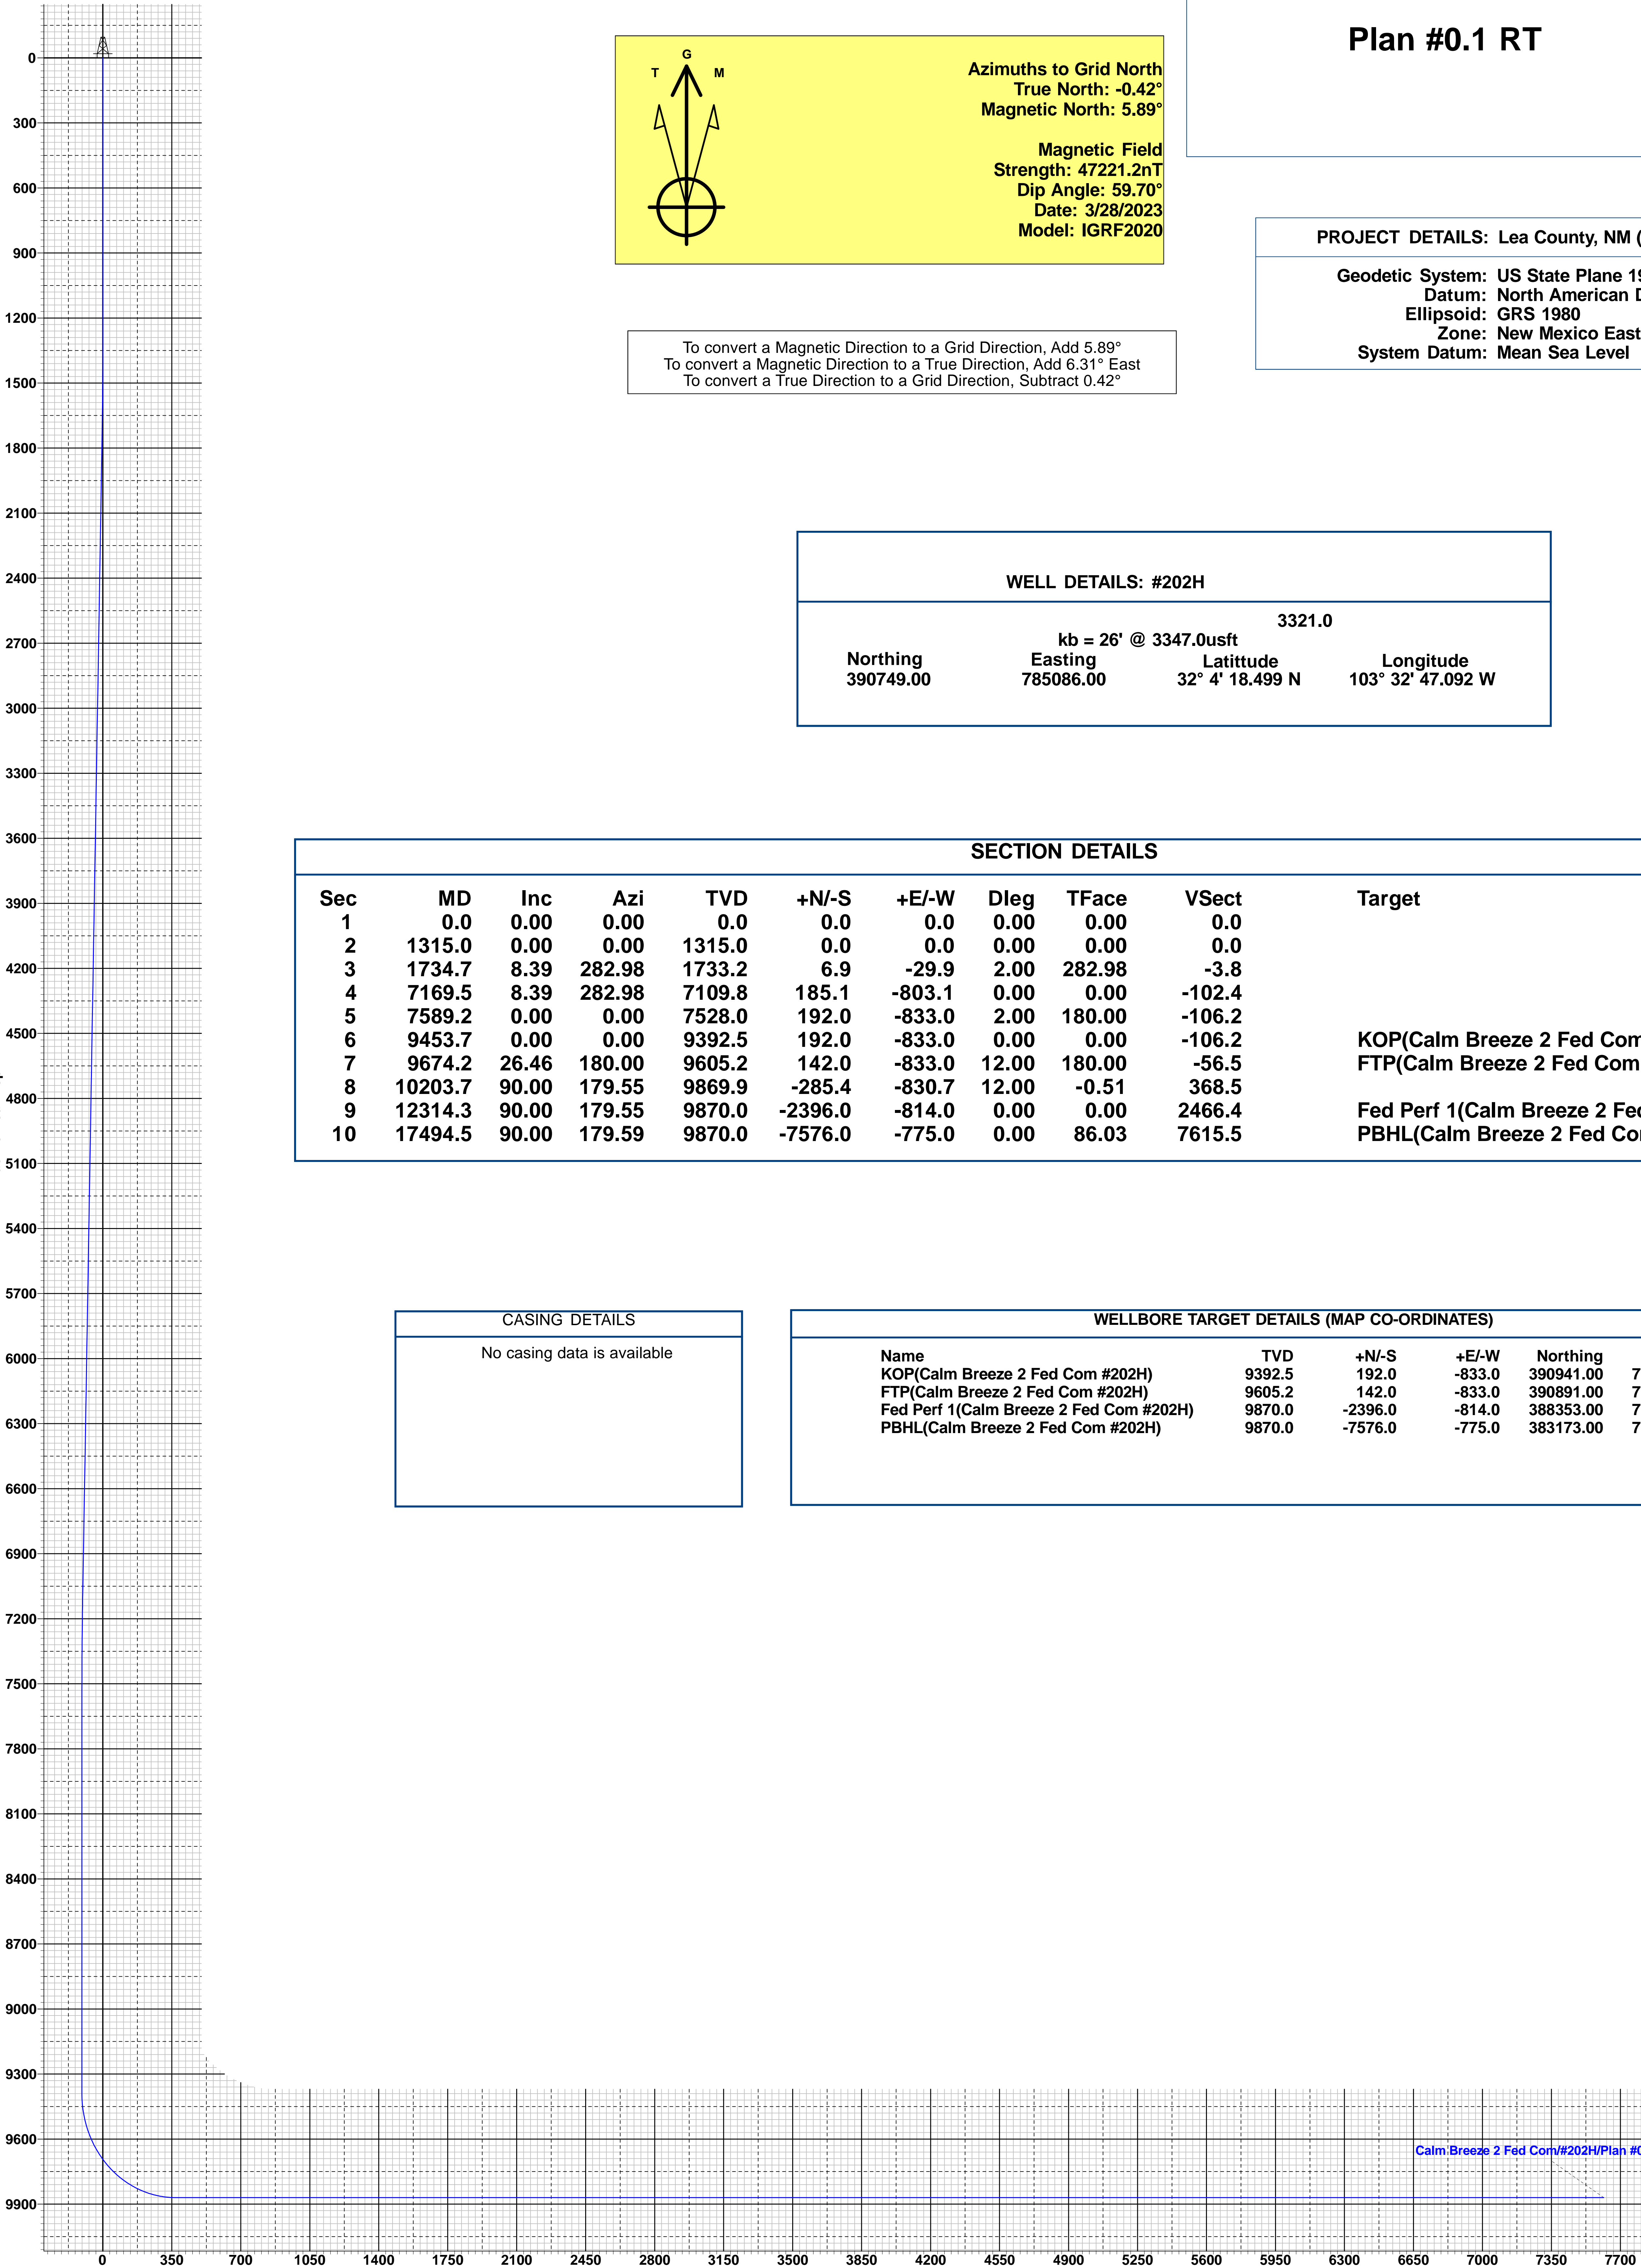 Plan #0.1 RT
G
T M
Azimuths to Grid North
True North: -0.42°
Magnetic North: 5.89°
Magnetic Field
Strength: 47221.2nT
Dip Angle: 59.70°
Date: 3/28/2023
Model: IGRF2020
PROJECT DETAILS: Lea County, NM (
Geodetic System: US State Plane
Datum: North American
Ellipsoid: GRS 1980
Zone: New Mexico East
System Datum: Mean Sea Level
To convert a Magnetic Direction to a Grid Direction, Add 5.89°
To convert a Magnetic Direction to a True Direction, Add 6.31° East
To convert a True Direction to a Grid Direction, Subtract 0.42°
WELL DETAILS: #202H
3321.0
kb = 26' @ 3347.0usft
Northing Easting Latittude Longitude
390749.00 785086.00 32° 4' 18.499 N 103° 32' 47.092 W
SECTION DETAILS
Sec MD Inc Azi TVD +N/-S +E/-W Dleg TFace VSect Target
1 0.0 0.00 0.00 0.0 0.0 0.0 0.00 0.00 0.0
2 1315.0 0.00 0.00 1315.0 0.0 0.0 0.00 0.00 0.0
3 1734.7 8.39 282.98 1733.2 6.9 -29.9 2.00 282.98 -3.8
4 7169.5 8.39 282.98 7109.8 185.1 -803.1 0.00 0.00 -102.4
5 7589.2 0.00 0.00 7528.0 192.0 -833.0 2.00 180.00 -106.2
6 9453.7 0.00 0.00 9392.5 192.0 -833.0 0.00 0.00 -106.2 KOP(Calm Breeze 2 Fed Com
7 9674.2 26.46 180.00 9605.2 142.0 -833.0 12.00 180.00 -56.5 FTP(Calm Breeze 2 Fed Com
8 10203.7 90.00 179.55 9869.9 -285.4 -830.7 12.00 -0.51 368.5
9 12314.3 90.00 179.55 9870.0 -2396.0 -814.0 0.00 0.00 2466.4 Fed Perf 1(Calm Breeze 2 Fed
10 17494.5 90.00 179.59 9870.0 -7576.0 -775.0 0.00 86.03 7615.5 PBHL(Calm Breeze 2 Fed Com
CASING DETAILS
No casing data is available
WELLBORE TARGET DETAILS (MAP CO-ORDINATES)
Name TVD +N/-S +E/-W Northing
KOP(Calm Breeze 2 Fed Com #202H) 9392.5 192.0 -833.0 390941.00 7
FTP(Calm Breeze 2 Fed Com #202H) 9605.2 142.0 -833.0 390891.00 7
Fed Perf 1(Calm Breeze 2 Fed Com #202H) 9870.0 -2396.0 -814.0 388353.00 7
PBHL(Calm Breeze 2 Fed Com #202H) 9870.0 -7576.0 -775.0 383173.00 7
0
300
600
900
1200
1500
1800
2100
2400
2700
3000
3300
3600
3900
4200
4500
4800
5100
5400
5700
6000
6300
6600
6900
7200
7500
7800
8100
8400
8700
9000
9300
9600
9900
Calm Breeze 2 Fed Com/#202H/Plan #0
0 350 700 1050 1400 1750 2100 2450 2800 3150 3500 3850 4200 4550 4900 5250 5600 5950 6300 6650 7000 7350 7700